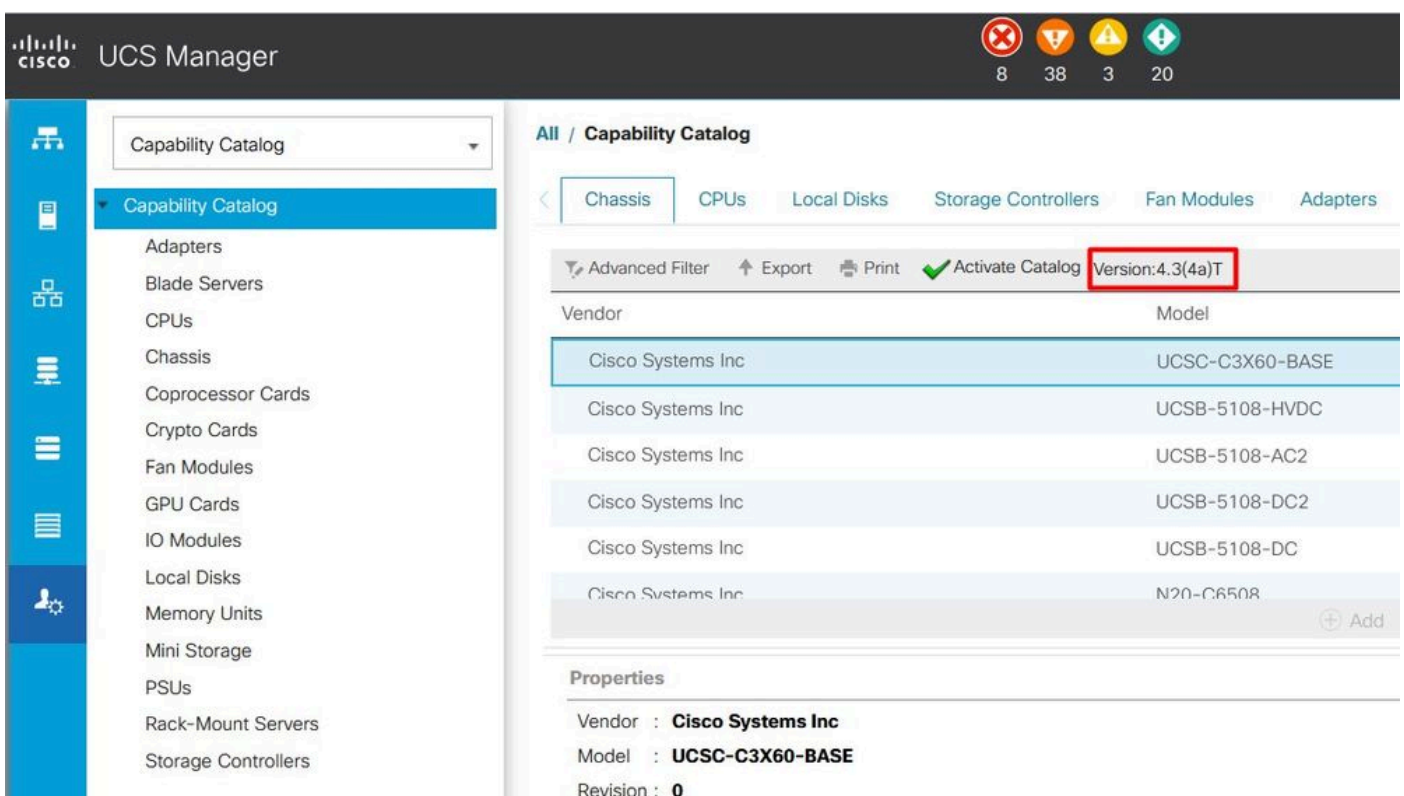 CISCO
UCS Manager
8 38 3 20
Capability Catalog
Capability Catalog
Adapters
Blade Servers
CPUs
Chassis
Coprocessor Cards
Crypto Cards
Fan Modules
GPU Cards
IO Modules
Local Disks
Memory Units
Mini Storage
PSUs
Rack-Mount Servers
Storage Controllers
All / Capability Catalog
Chassis CPUs Local Disks Storage Controllers Fan Modules Adapters
Advanced Filter Export Print Activate Catalog Version:4.3(4a)T
Vendor Model
Cisco Systems Inc UCSC-C3X60-BASE
Cisco Systems Inc UCSB-5108-HVDC
Cisco Systems Inc UCSB-5108-AC2
Cisco Systems Inc UCSB-5108-DC2
Cisco Systems Inc UCSB-5108-DC
Cisco Systems Inc N20-C6508
Add
Properties
Vendor : Cisco Systems Inc
Model : UCSC-C3X60-BASE
Revision : 0